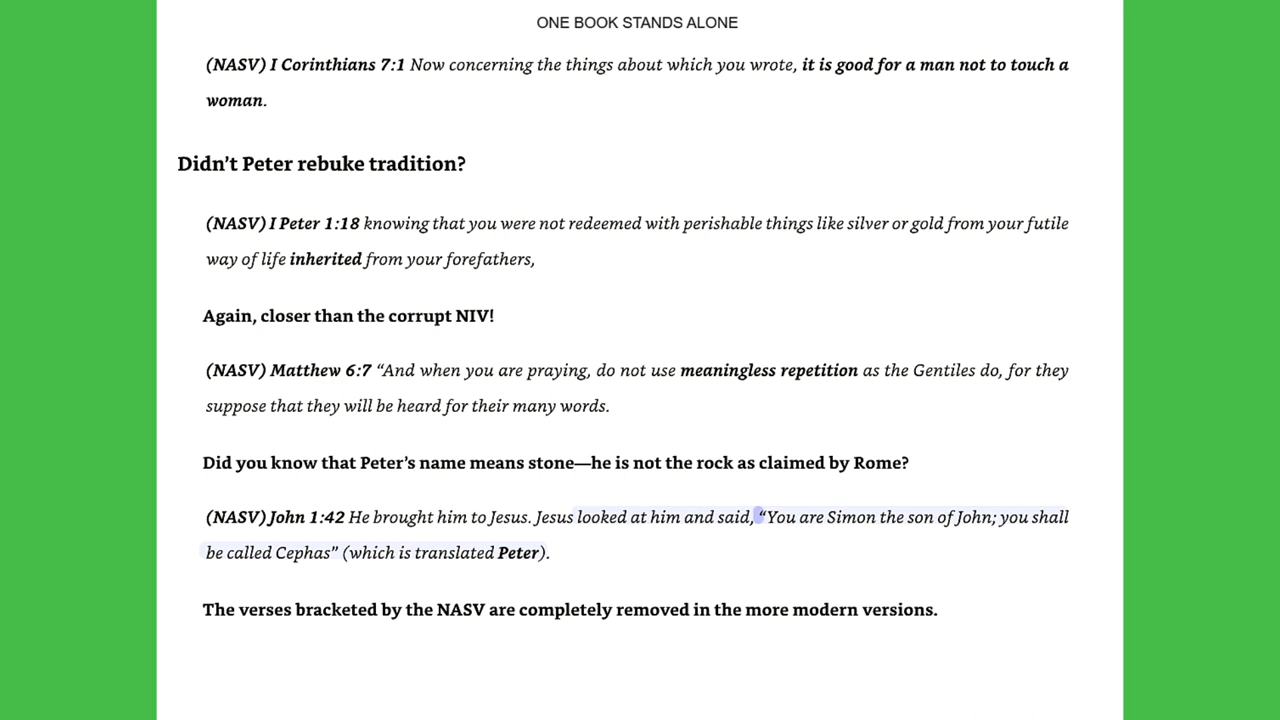 ONE BOOK STANDS ALONE
(NASV) I Corinthians 7:1 Now concerning the things about which you wrote, it is good for a man not to touch a
woman.
Didn’t Peter rebuke tradition?
(NASV) I Peter 1:18 knowing that you were not redeemed with perishable things like silver or gold from your futile
way of life inherited from your forefathers,
Again, closer than the corrupt NIV!
(NASV) Matthew 6:7 “And when you are praying, do not use meaningless repetition as the Gentiles do, for they
suppose that they will be heard for their many words.
Did you know that Peter’s name means stone—he is not the rock as claimed by Rome?
(NASV) John 1:42 He brought him to Jesus. Jesus looked at him and said, “You are Simon the son of John; you shall
be called Cephas” (which is translated Peter).
The verses bracketed by the NASV are completely removed in the more modern versions.